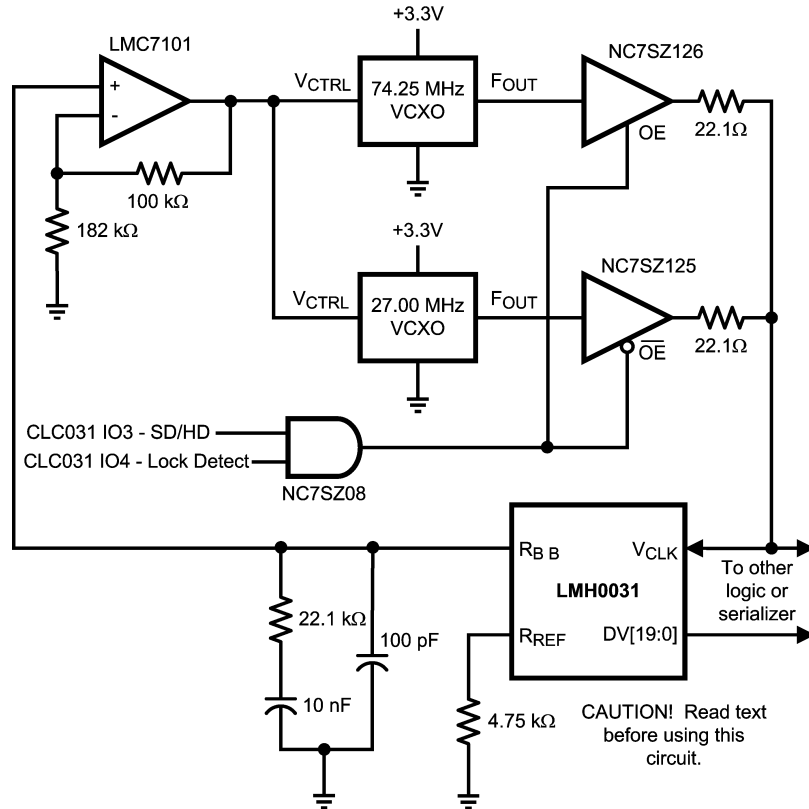 +3.3V
LMC7101
+
-
VCTRL
74.25 MHz
VCXO
FOUT
NC7SZ126
OE
22.1Ω
100 kΩ
182 kΩ
+3.3V
VCTRL
27.00 MHz
VCXO
FOUT
NC7SZ125
OE
22.1Ω
CLC031 IO3 - SD/HD
CLC031 IO4 - Lock Detect
NC7SZ08
RB B
VCLK
LMH0031
RREF
DV[19:0]
To other
logic or
serializer
22.1 kΩ
100 pF
10 nF
4.75 kΩ
CAUTION! Read text
before using this
circuit.